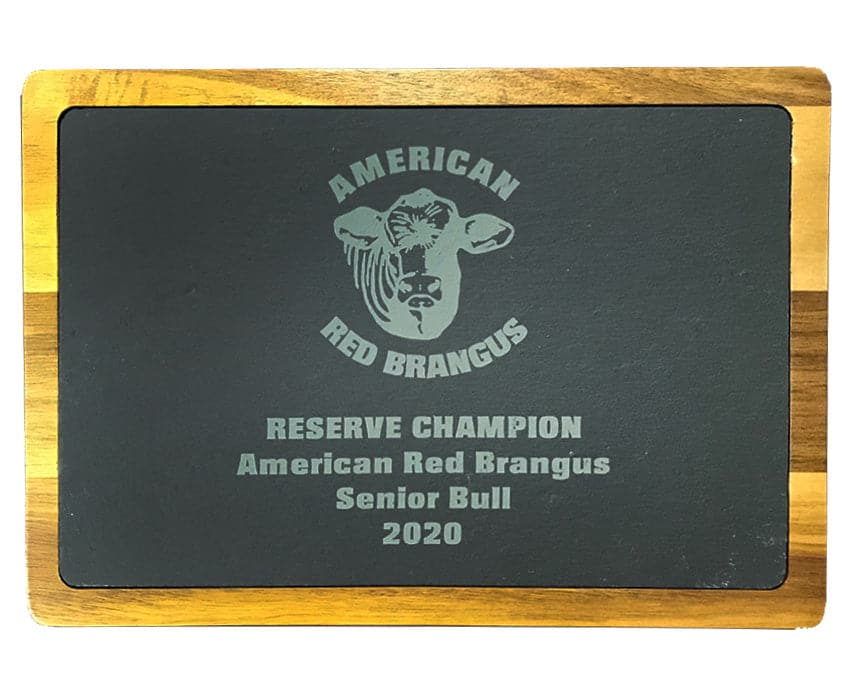 AMERICAN
RED BRANGUS
RESERVE CHAMPION
American Red Brangus
Senior Bull
2020